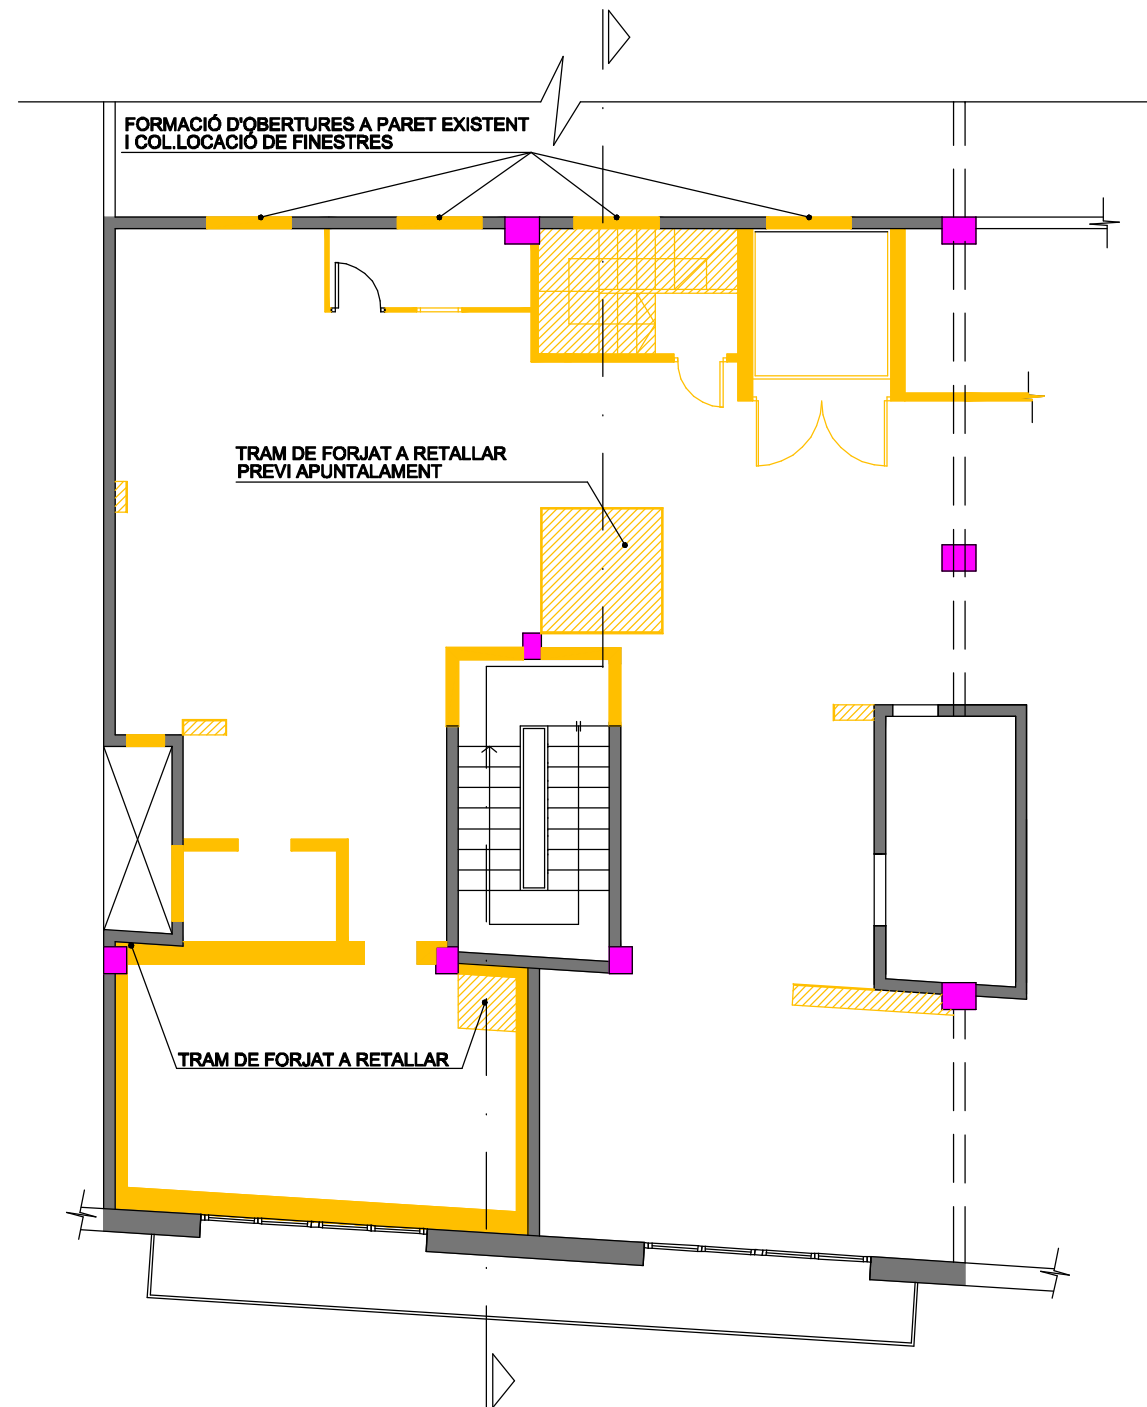 FORMACIÓ D'OBERTURES A PARET EXISTENT
I COL.LOCACIÓ DE FINESTRES
TRAM DE FORJAT A RETALLAR
PREVI APUNTALAMENT
TRAM DE FORJAT A RETALLAR